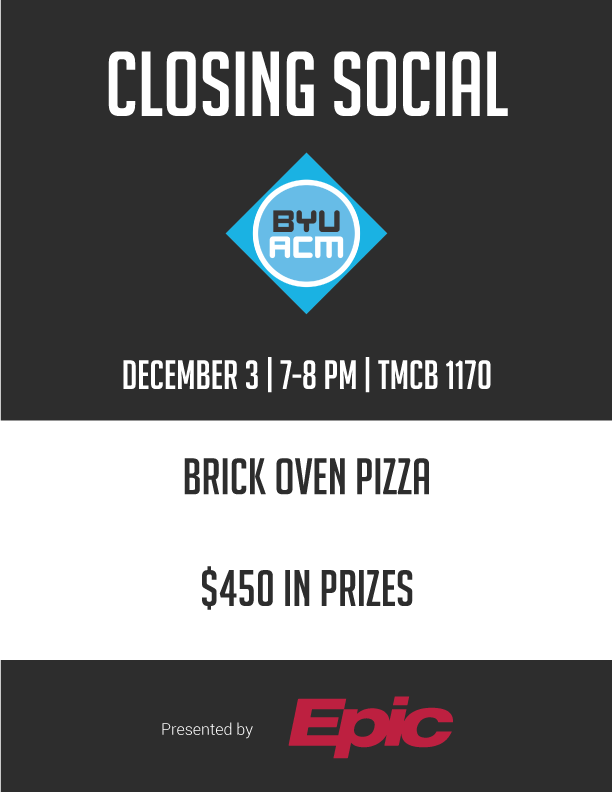 CLOSING SOCIAL
BYU
ACM
DECEMBER 3 | 7-8 PM | TMCB 1170
BRICK OVEN PIZZA
$450 IN PRIZES
Presented by Epic